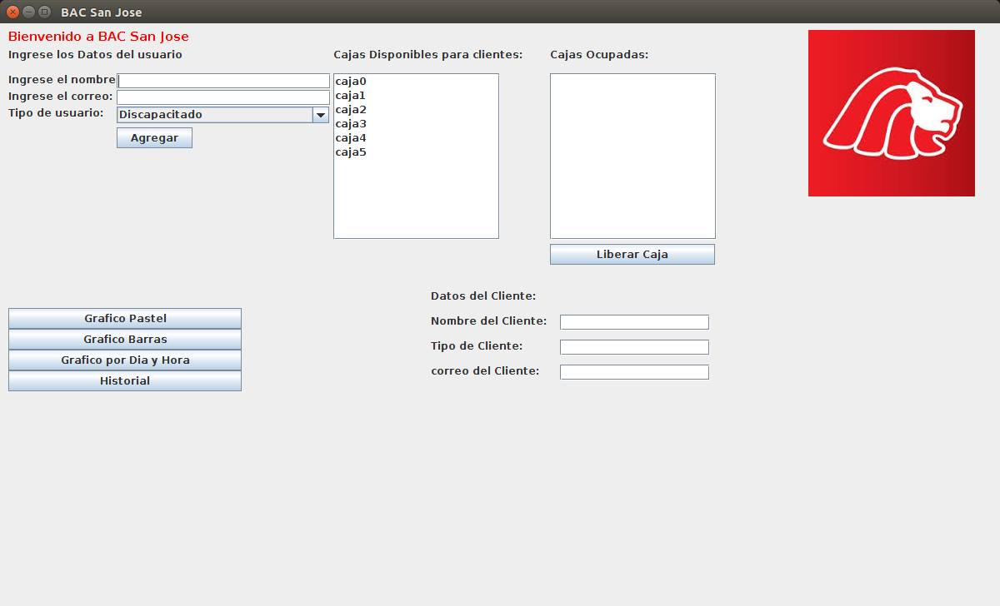 BAC San Jose
Bienvenido a BAC San Jose
Ingrese los Datos del usuario
Ingrese el nombre
Ingrese el correo:
Tipo de usuario: Discapacitado
Agregar
Cajas Disponibles para clientes:
caja0
caja1
caja2
caja3
caja4
caja5
Cajas Ocupadas:
Liberar Caja
Grafico Pastel
Grafico Barras
Grafico por Dia y Hora
Historial
Datos del Cliente:
Nombre del Cliente:
Tipo de Cliente:
correo del Cliente: